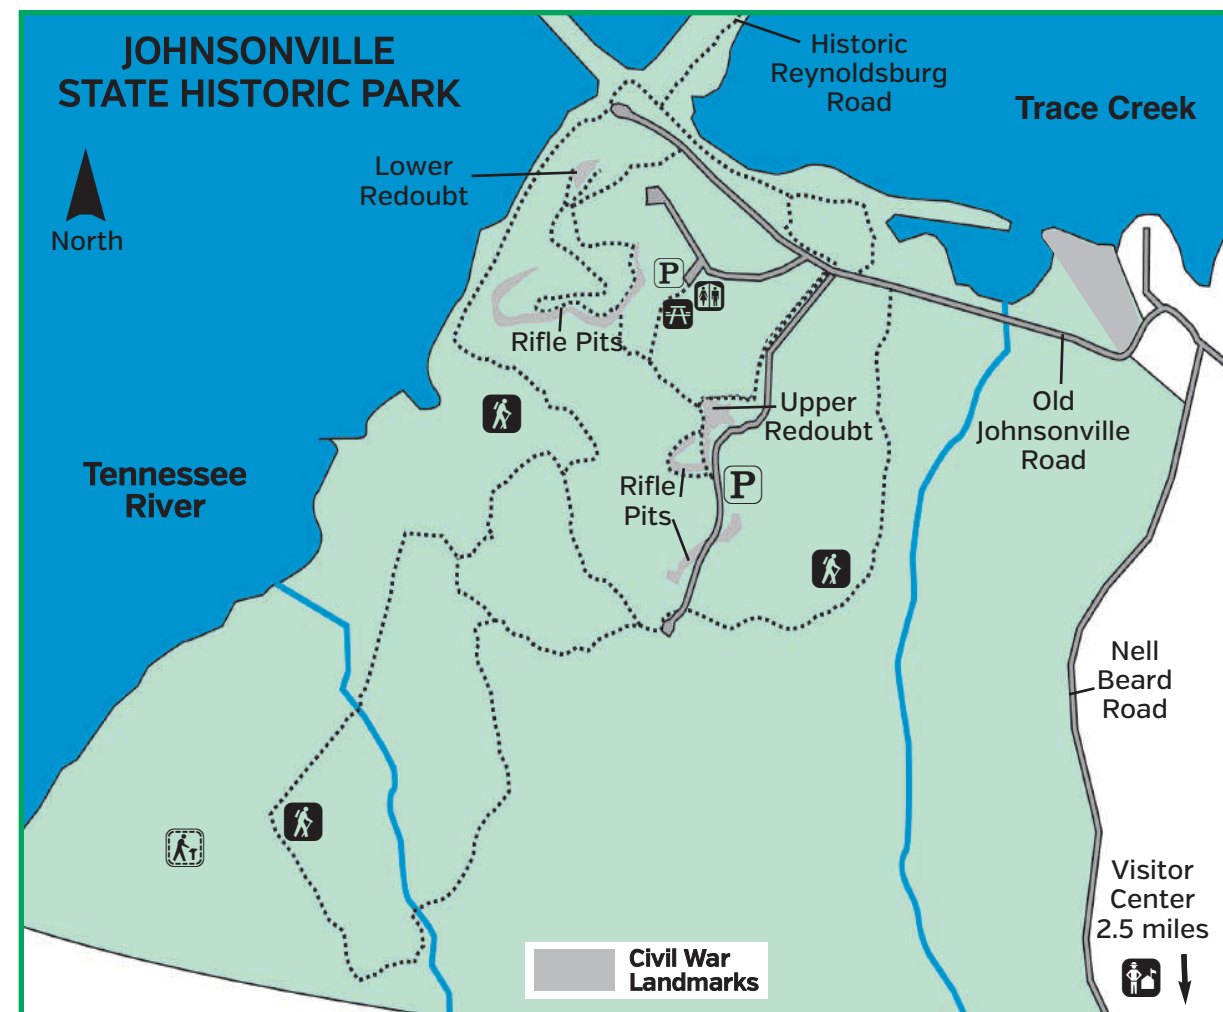 JOHNSONVILLE
STATE HISTORIC PARK
Historic
Reynoldsburg
Road
Trace Creek
Lower
Redoubt
North
P
Rifle Pits
Upper
Redoubt
Old
Johnsonville
Road
Tennessee
River
Rifle
Pits
P
Nell
Beard
Road
Visitor
Center
2.5 miles
Civil War
Landmarks